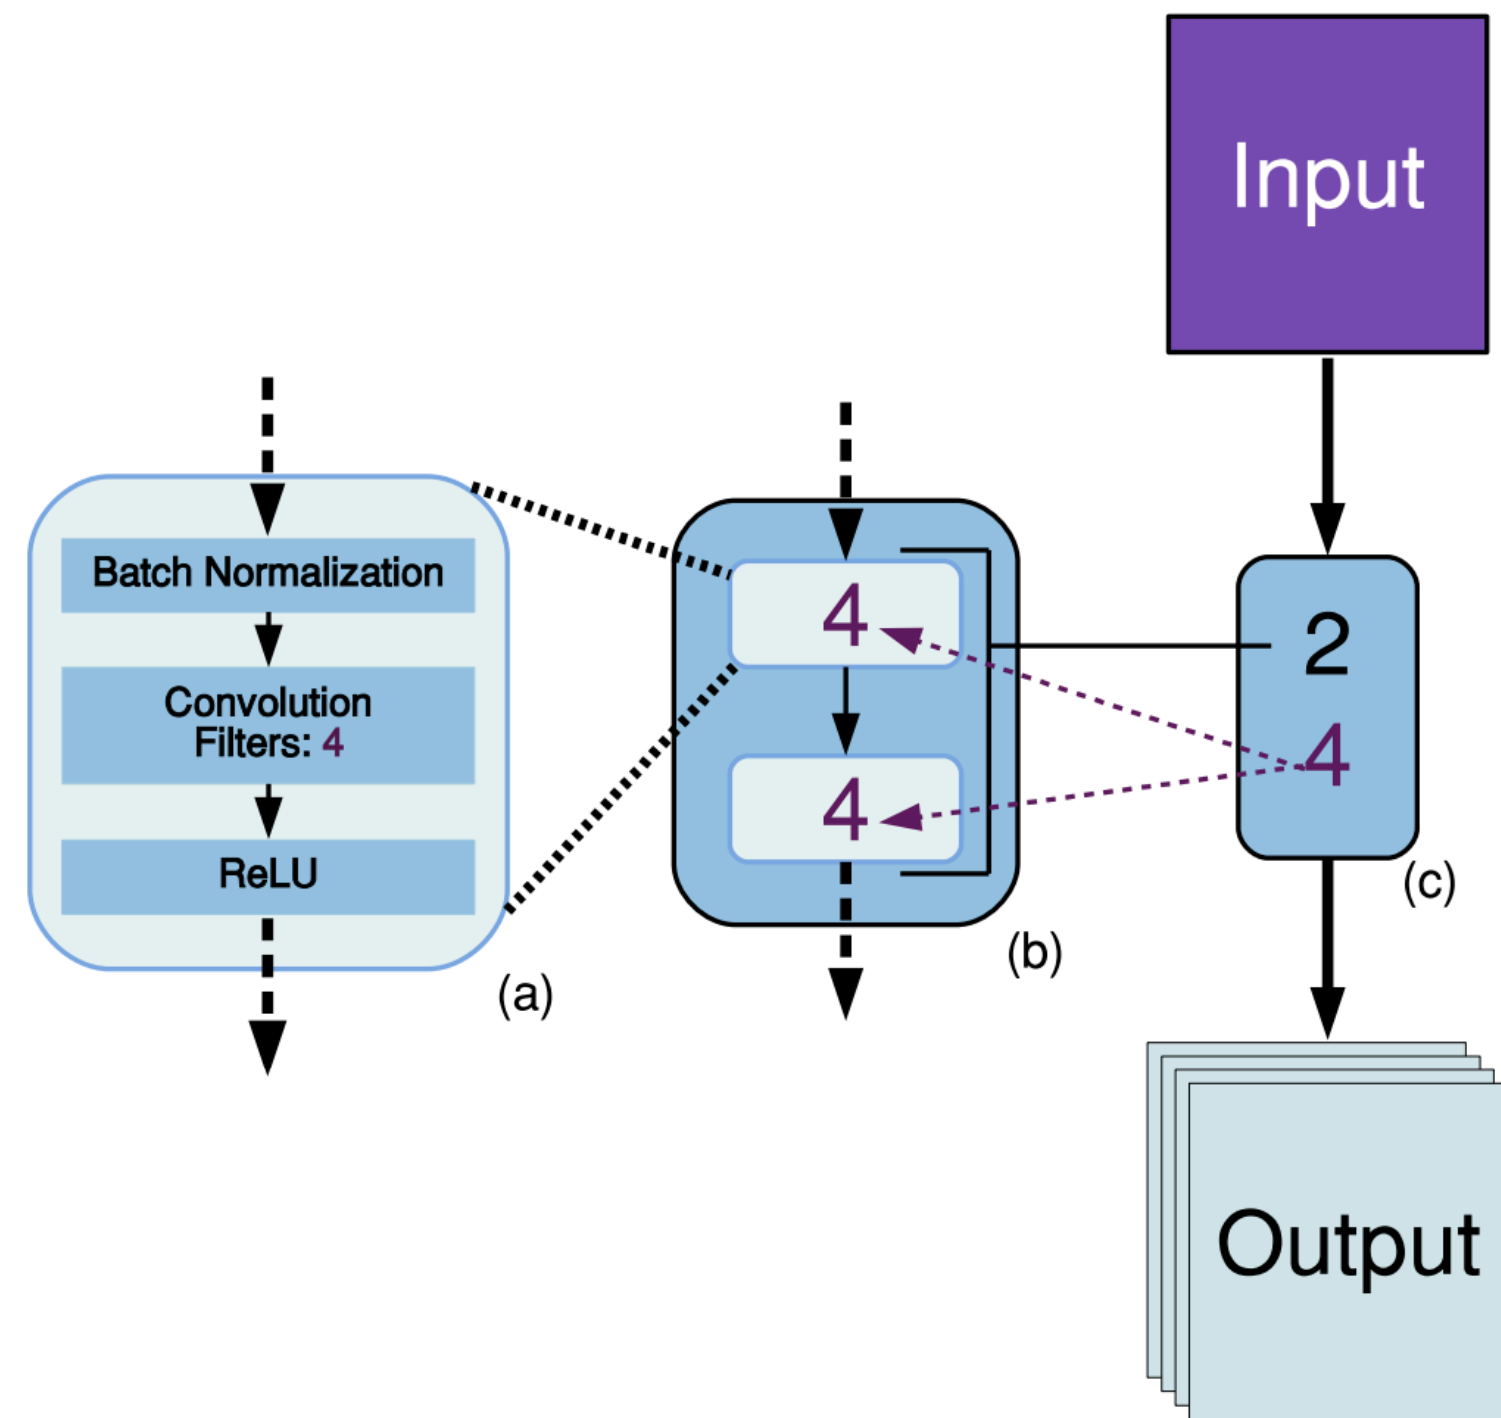 Input
Batch Normalization
Convolution
Filters: 4
ReLU
(a)
4
4
(b)
2
4
(c)
Output